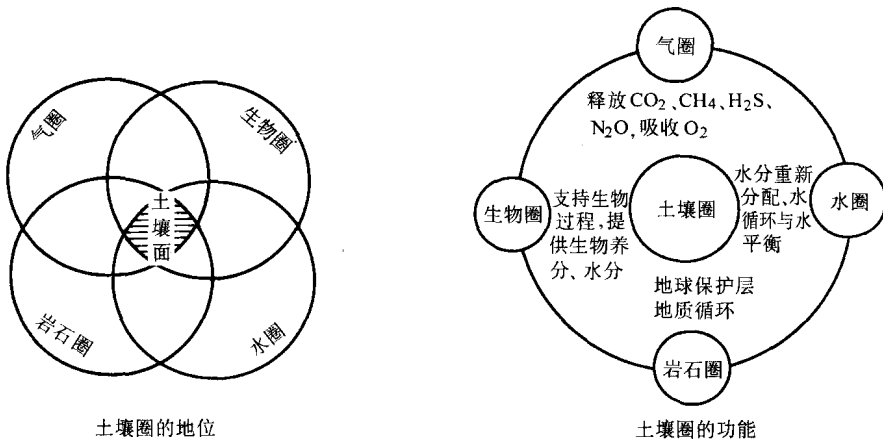 气圈
生物圈
土
壤
面
岩石圈
水圈
土壤圈的地位
气圈
释放CO₂、CH4、H₂S、
N₂O,吸收O₂
生物圈
支持生物
过程,提
供生物养
分、水分
土壤圈
水分重新
分配、水
循环与水
平衡
水圈
地球保护层
地质循环
岩石圈
土壤圈的功能